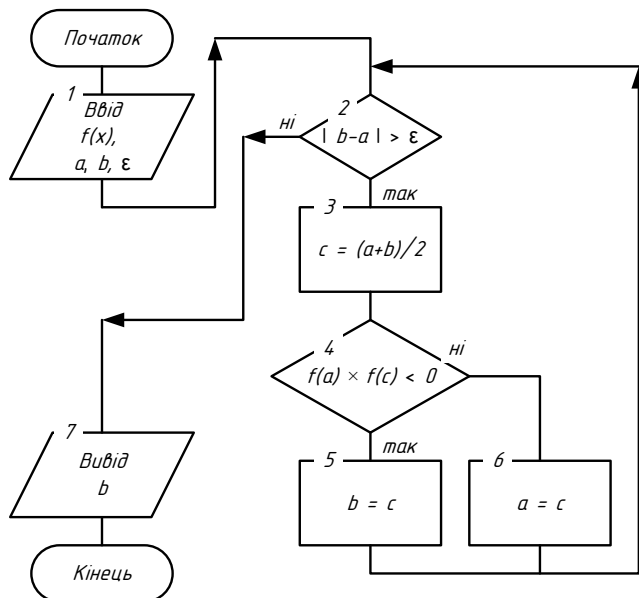 Початок
1
Ввід
f(x),
a, b, ε
2
| b-a | > ε
ні
так
3
c = (a+b)/2
4
f(a) × f(c) < 0
ні
так
5
b = c
6
a = c
7
Вивід
b
Кінець